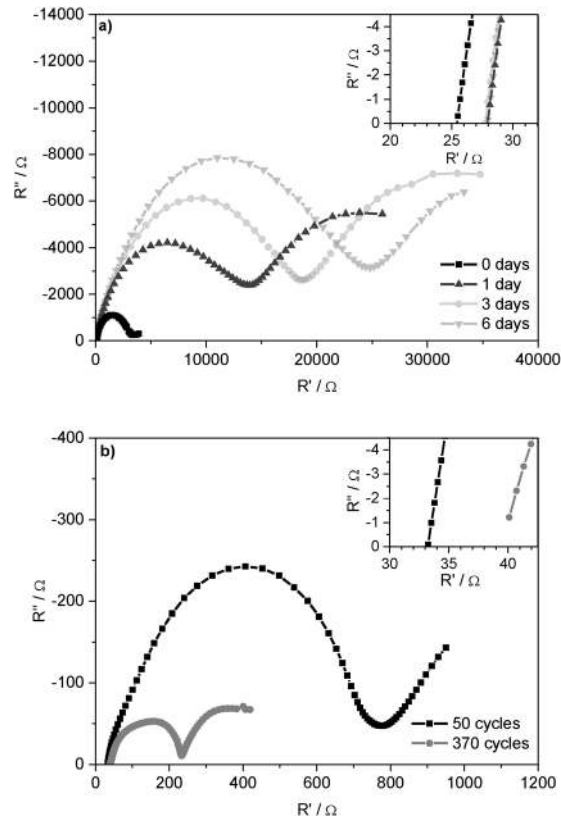 a)
-14000
-12000
-10000
-8000
-6000
-4000
-2000
0
R'' / Ω
0
10000
20000
30000
40000
R' / Ω
-4
-3
-2
-1
0
R'' / Ω
20
25
30
R' / Ω
0 days
1 day
3 days
6 days
b)
-400
-300
-200
-100
0
R'' / Ω
0
200
400
600
800
1000
1200
R' / Ω
-4
-3
-2
-1
0
R'' / Ω
30
35
40
R' / Ω
50 cycles
370 cycles